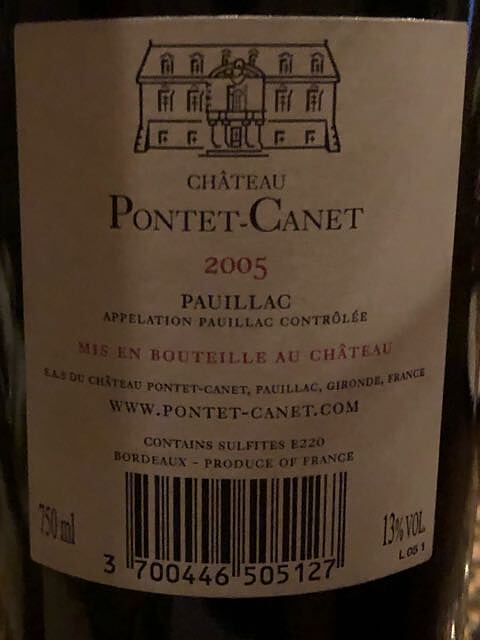 CHÂTEAU
PONTET-CANET
2005
PAUILLAC
APPELATION PAUILLAC CONTRÔLÉE
MIS EN BOUTEILLE AU CHÂTEAU
S.A.S DU CHÂTEAU PONTET-CANET, PAUILLAC, GIRONDE, FRANCE
WWW.PONTET-CANET.COM
CONTAINS SULFITES E220
BORDEAUX - PRODUCE OF FRANCE
750 ml
13% VOL.
L 05 1
3 700446 505127